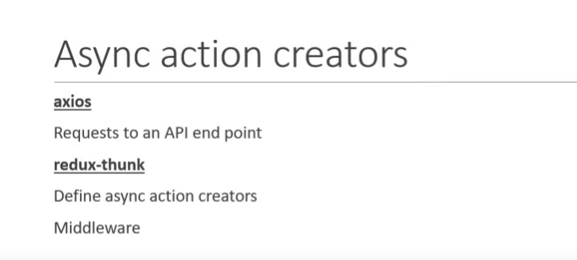 Async action creators
axios
Requests to an API end point
redux-thunk
Define async action creators
Middleware